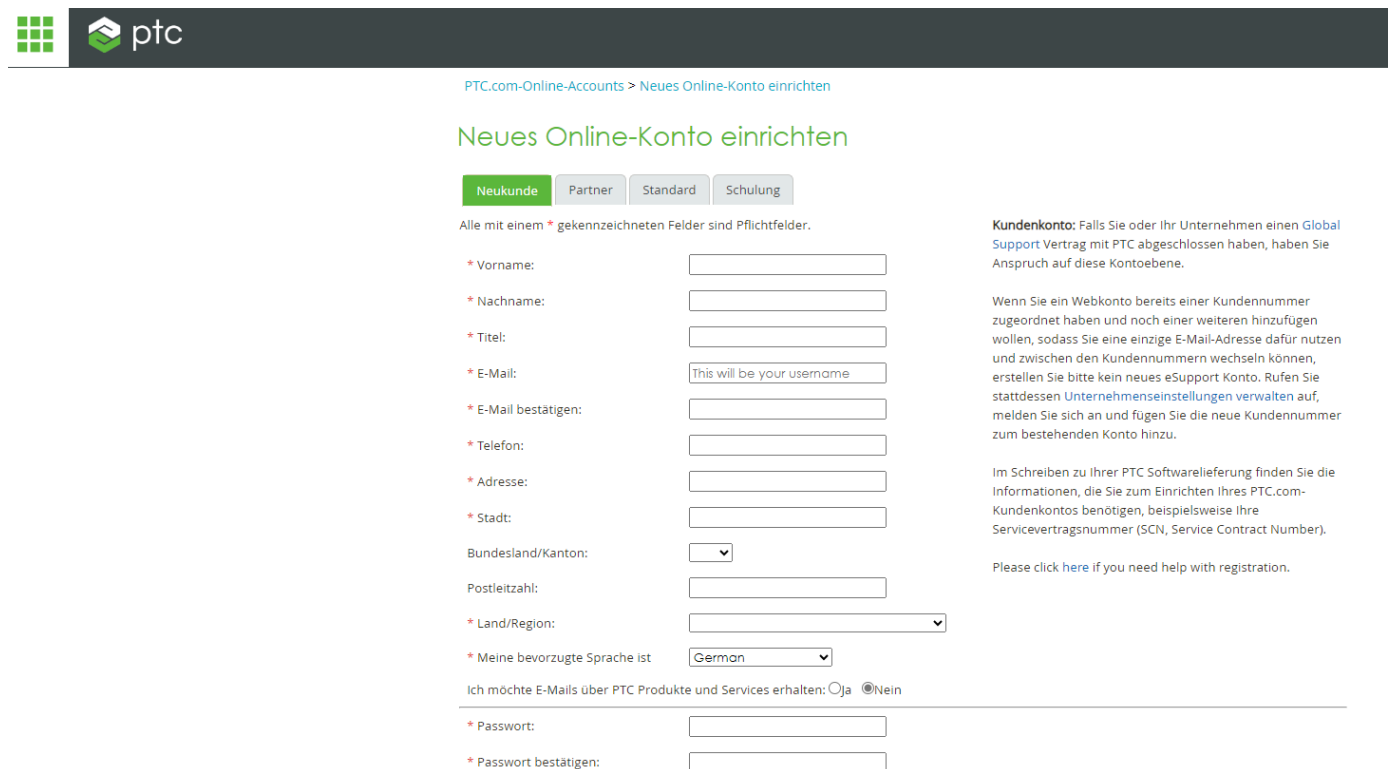 ptc
PTC.com-Online-Accounts > Neues Online-Konto einrichten
Neues Online-Konto einrichten
Neukunde Partner Standard Schulung
Alle mit einem * gekennzeichneten Felder sind Pflichtfelder.
* Vorname:
* Nachname:
* Titel:
* E-Mail: This will be your username
* E-Mail bestätigen:
* Telefon:
* Adresse:
* Stadt:
Bundesland/Kanton:
Postleitzahl:
* Land/Region:
* Meine bevorzugte Sprache ist German
Ich möchte E-Mails über PTC Produkte und Services erhalten: Ja Nein
* Passwort:
* Passwort bestätigen:
Kundenkonto: Falls Sie oder Ihr Unternehmen einen Global
Support Vertrag mit PTC abgeschlossen haben, haben Sie
Anspruch auf diese Kontoebene.
Wenn Sie ein Webkonto bereits einer Kundennummer
zugeordnet haben und noch einer weiteren hinzufügen
wollen, sodass Sie eine einzige E-Mail-Adresse dafür nutzen
und zwischen den Kundennummern wechseln können,
erstellen Sie bitte kein neues eSupport Konto. Rufen Sie
stattdessen Unternehmenseinstellungen verwalten auf,
melden Sie sich an und fügen Sie die neue Kundennummer
zum bestehenden Konto hinzu.
Im Schreiben zu Ihrer PTC Softwarelieferung finden Sie die
Informationen, die Sie zum Einrichten Ihres PTC.com-
Kundenkontos benötigen, beispielsweise Ihre
Servicevertragsnummer (SCN, Service Contract Number).
Please click here if you need help with registration.